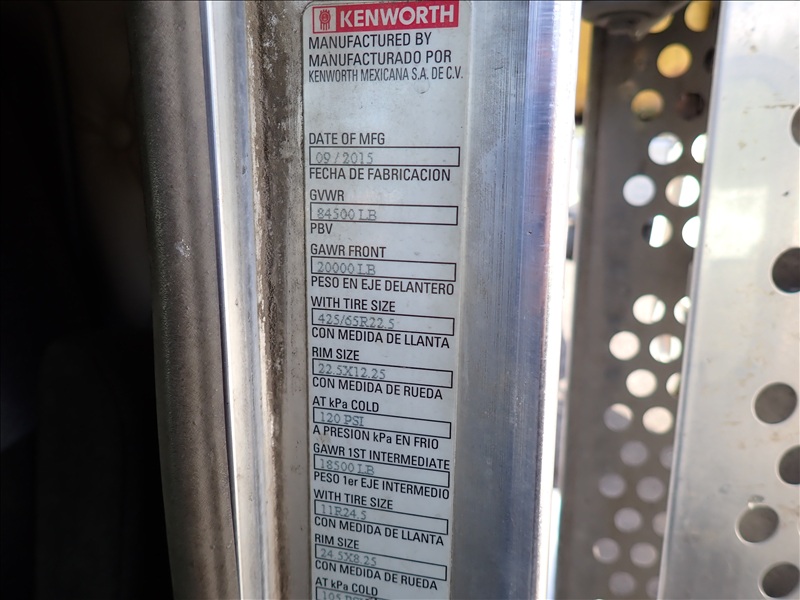 KENWORTH
MANUFACTURED BY
MANUFACTURADO POR
KENWORTH MEXICANA S.A. DE C.V.
DATE OF MFG
09/2015
FECHA DE FABRICACION
GVWR
84500 LB
PBV
GAWR FRONT
20000 LB
PESO EN EJE DELANTERO
WITH TIRE SIZE
425/65R22.5
CON MEDIDA DE LLANTA
RIM SIZE
22.5X12.25
CON MEDIDA DE RUEDA
AT kPa COLD
120 PSI
A PRESION kPa EN FRIO
GAWR 1ST INTERMEDIATE
18500 LB
PESO 1er EJE INTERMEDIO
WITH TIRE SIZE
11R24.5
CON MEDIDA DE LLANTA
RIM SIZE
24.5X8.25
CON MEDIDA DE RUEDA
AT kPa COLD
105